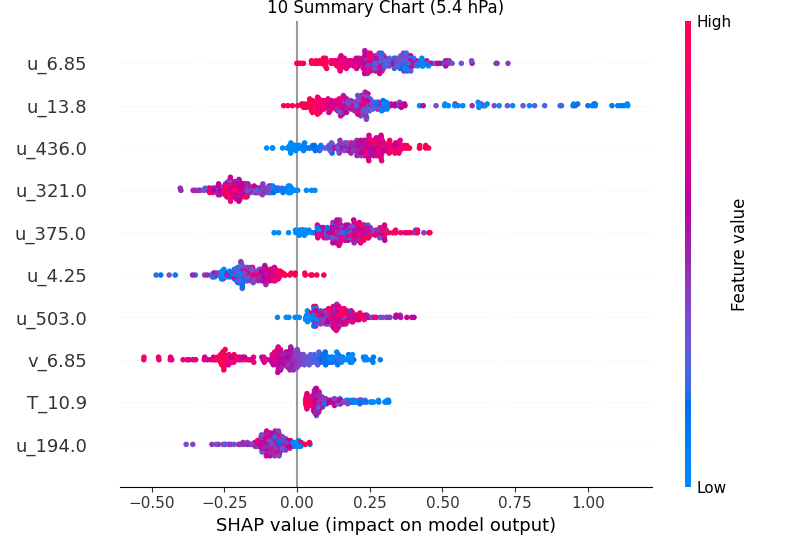 10 Summary Chart (5.4 hPa)
High
u_6.85
u_13.8
u_436.0
u_321.0
u_375.0
u_4.25
u_503.0
v_6.85
T_10.9
u_194.0
Feature value
Low
−0.50 −0.25 0.00 0.25 0.50 0.75 1.00
SHAP value (impact on model output)